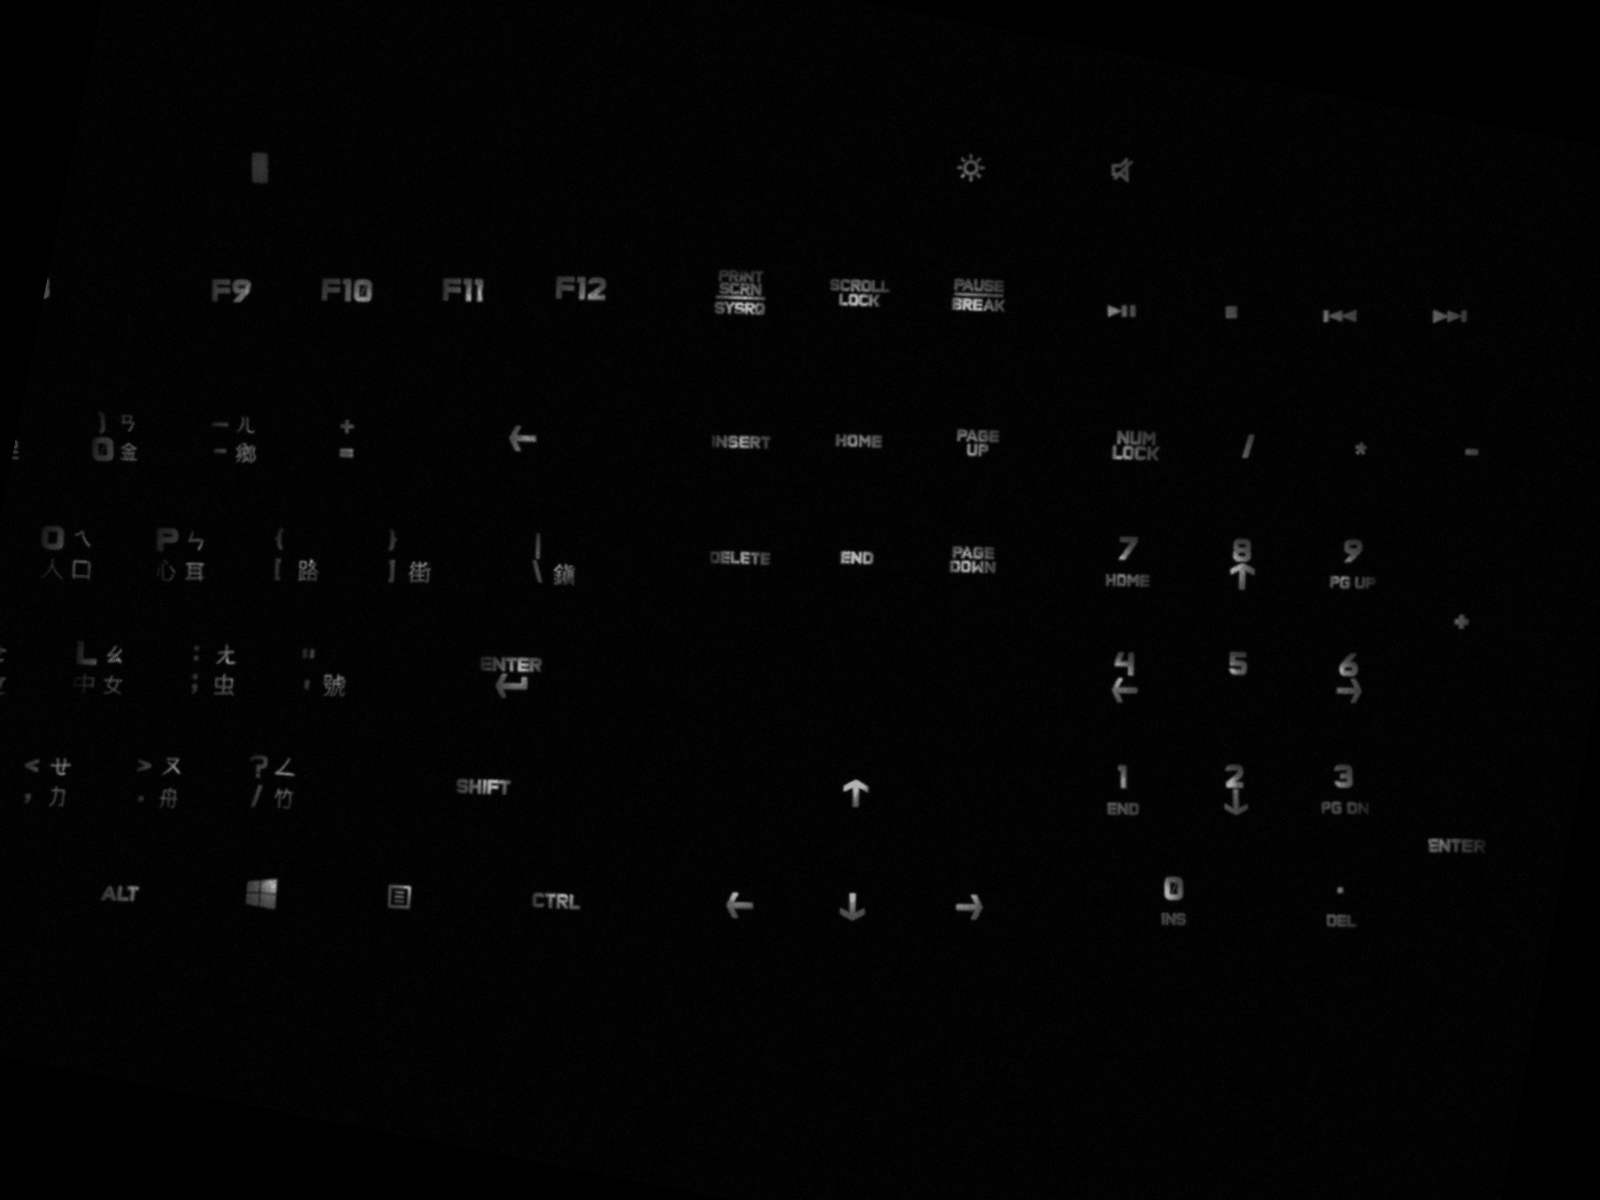 F9 F10 F11 F12 PRINT SCRN SYSRQ SCROLL LOCK PAUSE BREAK
) ㄢ — ㄦ +
0 金 - 鄉 = ← INSERT HOME PAGE UP NUM LOCK / * -
O ㄟ P ㄣ { } |
人 口 心 耳 [ 路 ] 街 \ 鎭 DELETE END PAGE DOWN 7 HOME 8 ↑ 9 PG UP
+
L ㄠ : ㄤ "
中 女 ; 虫 ' 號 ENTER 4 ← 5 6 →
< ㄝ > ㄡ ? ㄥ
, 力 . 舟 / 竹 SHIFT ↑ 1 END 2 ↓ 3 PG DN
ENTER
ALT CTRL ← ↓ → 0 INS . DEL